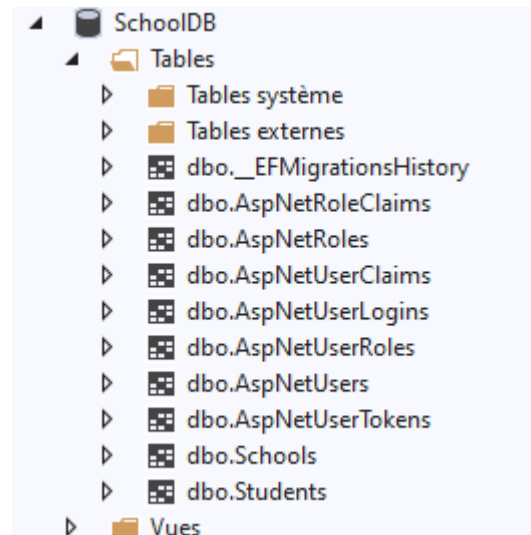 SchoolDB
Tables
Tables système
Tables externes
dbo.__EFMigrationsHistory
dbo.AspNetRoleClaims
dbo.AspNetRoles
dbo.AspNetUserClaims
dbo.AspNetUserLogins
dbo.AspNetUserRoles
dbo.AspNetUsers
dbo.AspNetUserTokens
dbo.Schools
dbo.Students
Vues